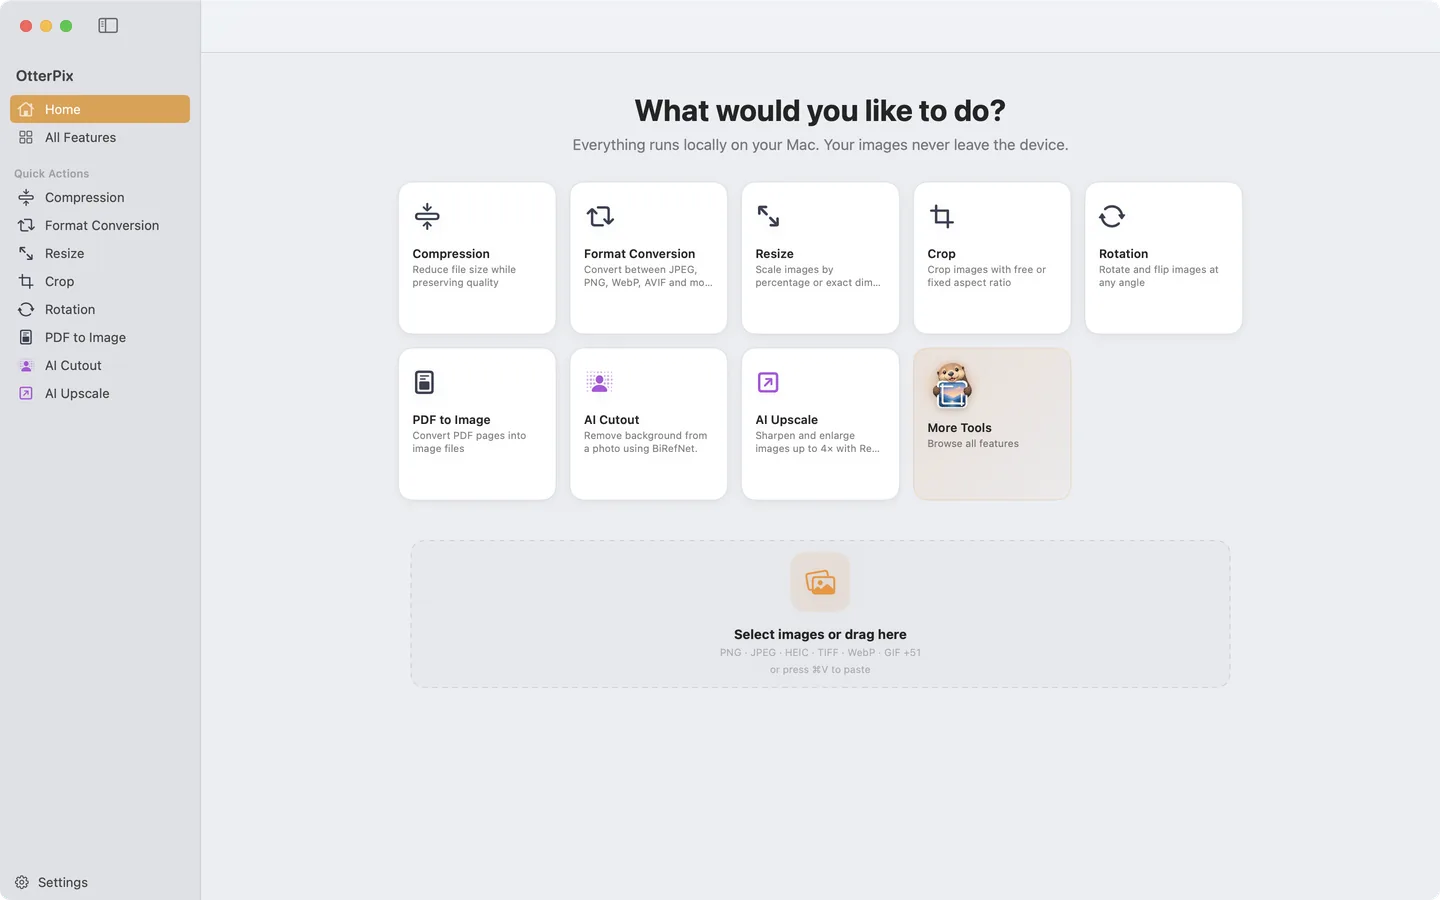 OtterPix
Home
All Features
Quick Actions
Compression
Format Conversion
Resize
Crop
Rotation
PDF to Image
AI Cutout
AI Upscale
Settings
What would you like to do?
Everything runs locally on your Mac. Your images never leave the device.
Compression
Reduce file size while
preserving quality
Format Conversion
Convert between JPEG,
PNG, WebP, AVIF and mo...
Resize
Scale images by
percentage or exact dim...
Crop
Crop images with free or
fixed aspect ratio
Rotation
Rotate and flip images at
any angle
PDF to Image
Convert PDF pages into
image files
AI Cutout
Remove background from
a photo using BiRefNet.
AI Upscale
Sharpen and enlarge
images up to 4× with Re...
More Tools
Browse all features
Select images or drag here
PNG · JPEG · HEIC · TIFF · WebP · GIF +51
or press ⌘V to paste